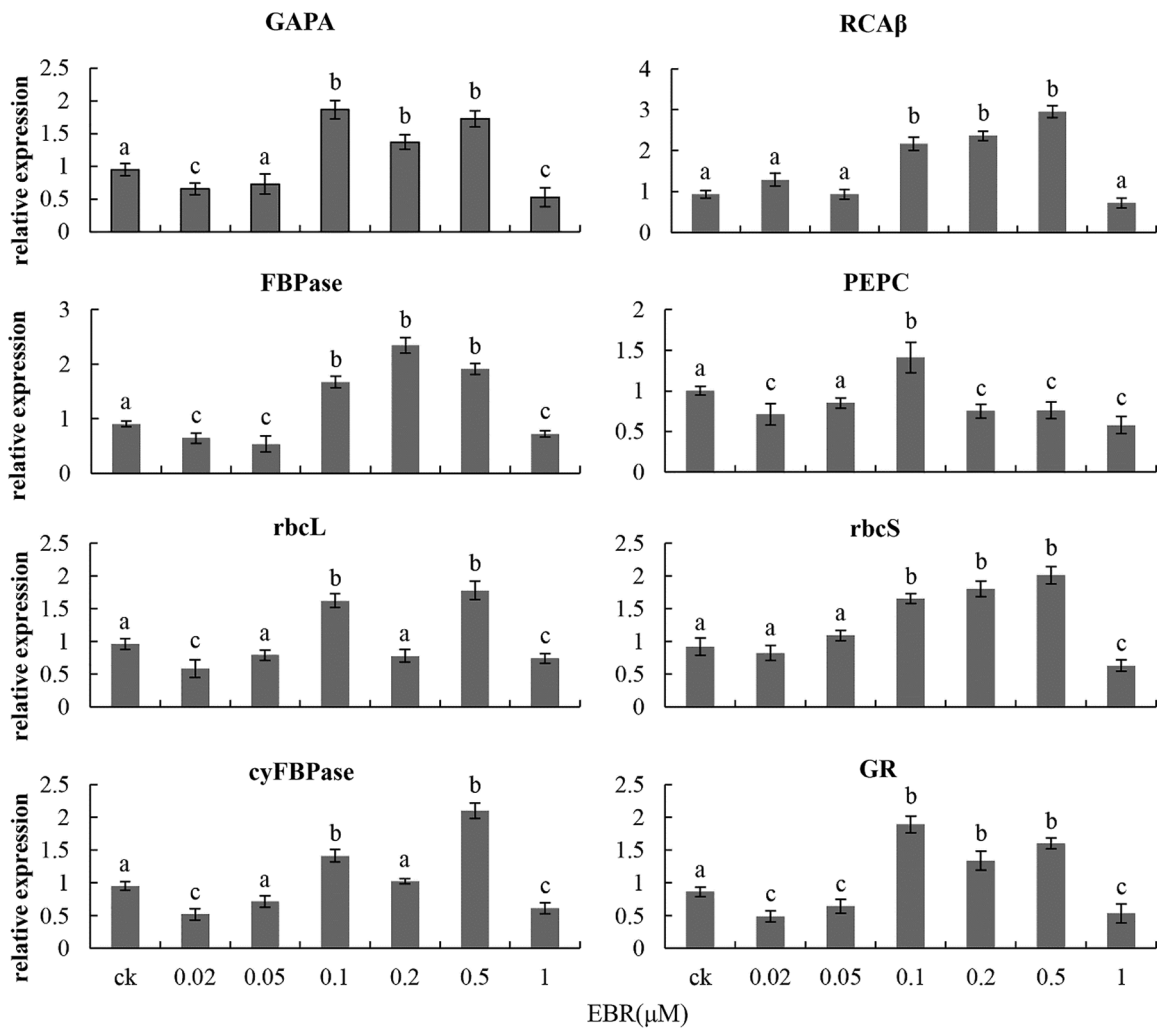 GAPA
RCAβ
relative expression
2.5
2
1.5
1
0.5
0
a
c
a
b
b
b
c
4
3
2
1
0
a
a
a
b
b
b
a
FBPase
PEPC
relative expression
3
2
1
0
a
c
c
b
b
b
c
2
1.5
1
0.5
0
a
c
a
b
c
c
c
rbcL
rbcS
relative expression
2.5
2
1.5
1
0.5
0
a
c
a
b
a
b
c
2.5
2
1.5
1
0.5
0
a
a
a
b
b
b
c
cyFBPase
GR
relative expression
2.5
2
1.5
1
0.5
0
a
c
a
b
a
b
c
2.5
2
1.5
1
0.5
0
a
c
c
b
b
b
c
ck 0.02 0.05 0.1 0.2 0.5 1
ck 0.02 0.05 0.1 0.2 0.5 1
EBR(μM)